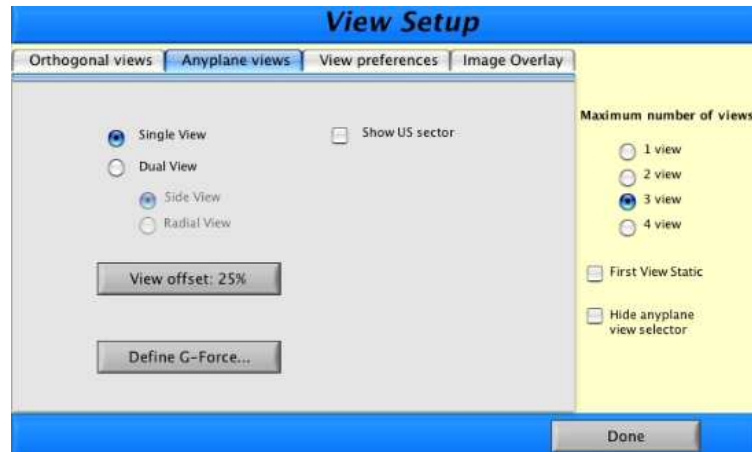 View Setup
Orthogonal views
Anyplane views
View preferences
Image Overlay
Single View
Show US sector
Dual View
Side View
Radial View
View offset: 25%
Define G-Force...
Maximum number of views
1 view
2 view
3 view
4 view
First View Static
Hide anyplane
view selector
Done